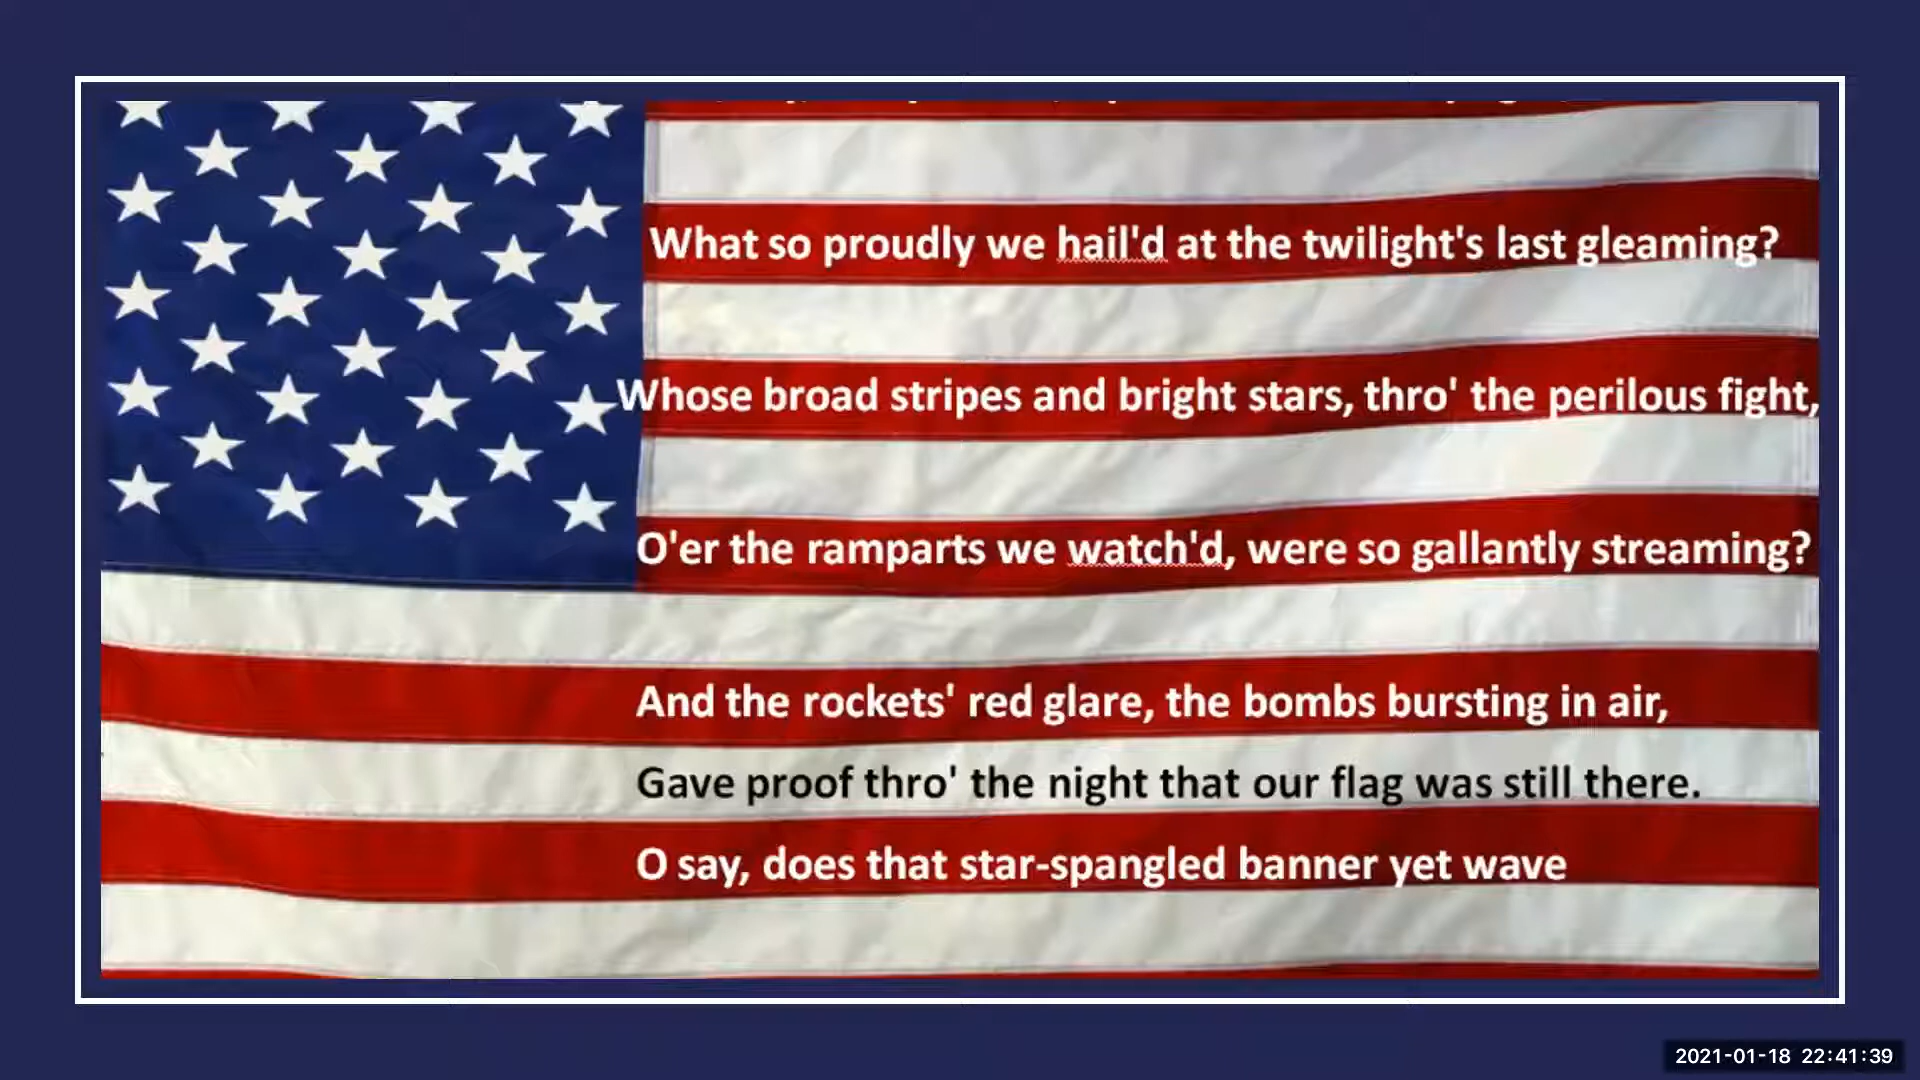 What so proudly we hail'd at the twilight's last gleaming?
Whose broad stripes and bright stars, thro' the perilous fight,
O'er the ramparts we watch'd, were so gallantly streaming?
And the rockets' red glare, the bombs bursting in air,
Gave proof thro' the night that our flag was still there.
O say, does that star-spangled banner yet wave
2021-01-18 22:41:39